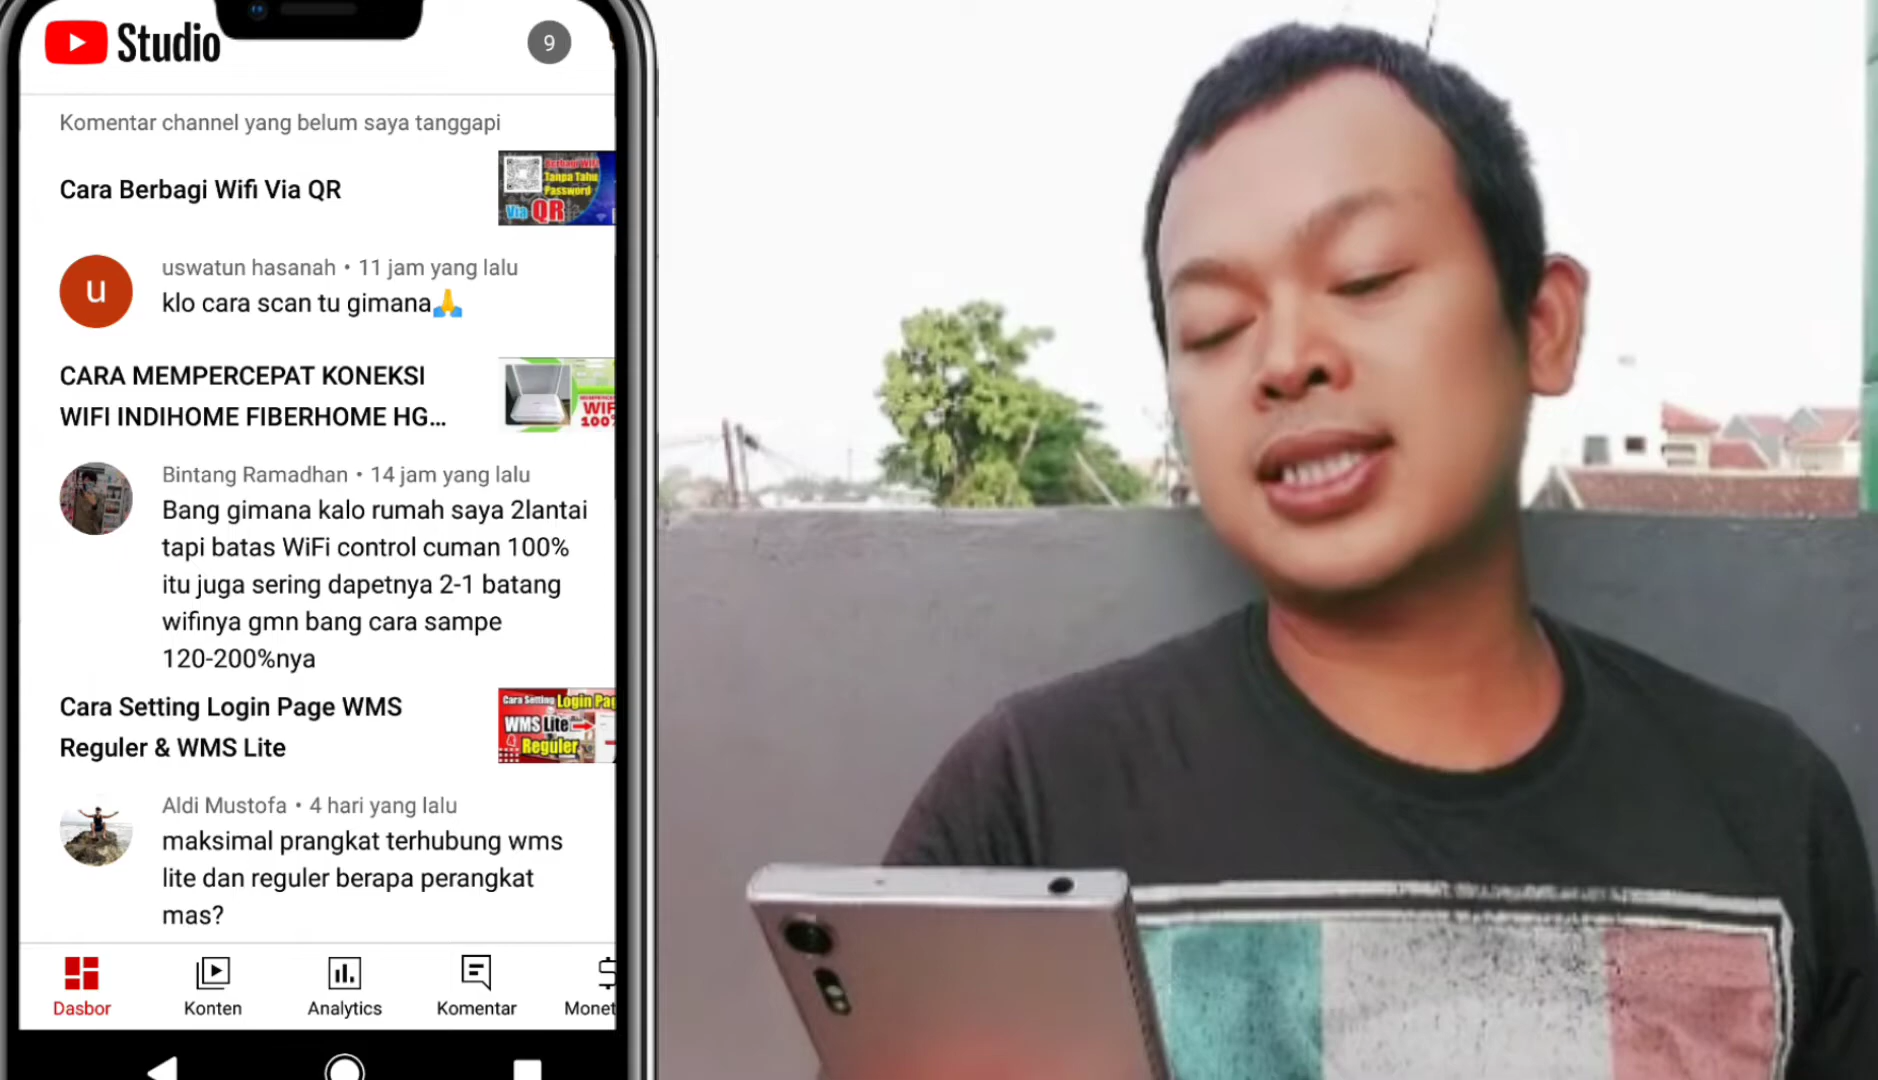 Studio
9
Komentar channel yang belum saya tanggapi
Cara Berbagi Wifi Via QR
Berbagi Wifi
Tanpa Tahu
Password
Via QR
uswatun hasanah • 11 jam yang lalu
klo cara scan tu gimana🙏
u
CARA MEMPERCEPAT KONEKSI
WIFI INDIHOME FIBERHOME HG...
WIF
100%
Bintang Ramadhan • 14 jam yang lalu
Bang gimana kalo rumah saya 2lantai
tapi batas WiFi control cuman 100%
itu juga sering dapetnya 2-1 batang
wifinya gmn bang cara sampe
120-200%nya
Cara Setting Login Page WMS
Reguler & WMS Lite
Cara Setting Login Pag
WMS Lite
Reguler
Aldi Mustofa • 4 hari yang lalu
maksimal prangkat terhubung wms
lite dan reguler berapa perangkat
mas?
Dasbor
Konten
Analytics
Komentar
Monet